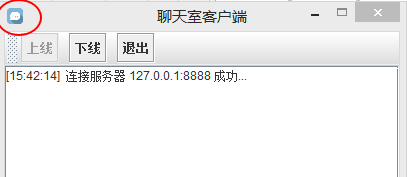 聊天室客户端
上线 下线 退出
[15:42:14] 连接服务器 127.0.0.1:8888 成功...